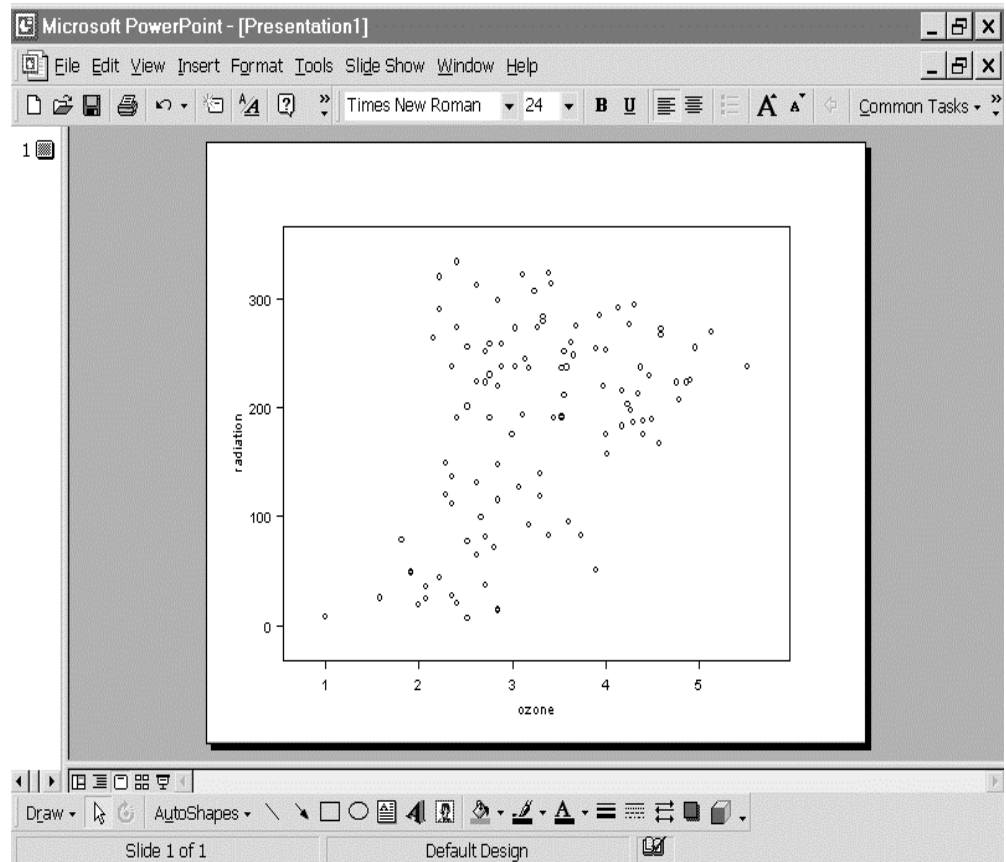 Microsoft PowerPoint - [Presentation1]
File Edit View Insert Format Tools Slide Show Window Help
Times New Roman 24 B U A A Common Tasks
1
300
200
100
0
radiation
1 2 3 4 5
ozone
Draw AutoShapes
Slide 1 of 1 Default Design